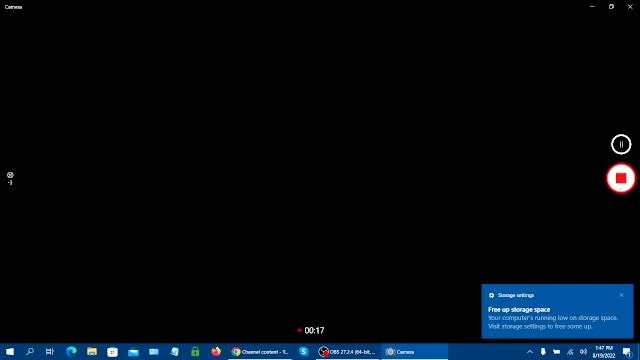 Camera
Storage settings
Free up storage space
Your computer's running low on storage space.
Visit storage settings to free some up.
00:17
Channel content - 
OBS 27.2.4 (64-bit, ...
Camera
1:47 PM
8/19/2022